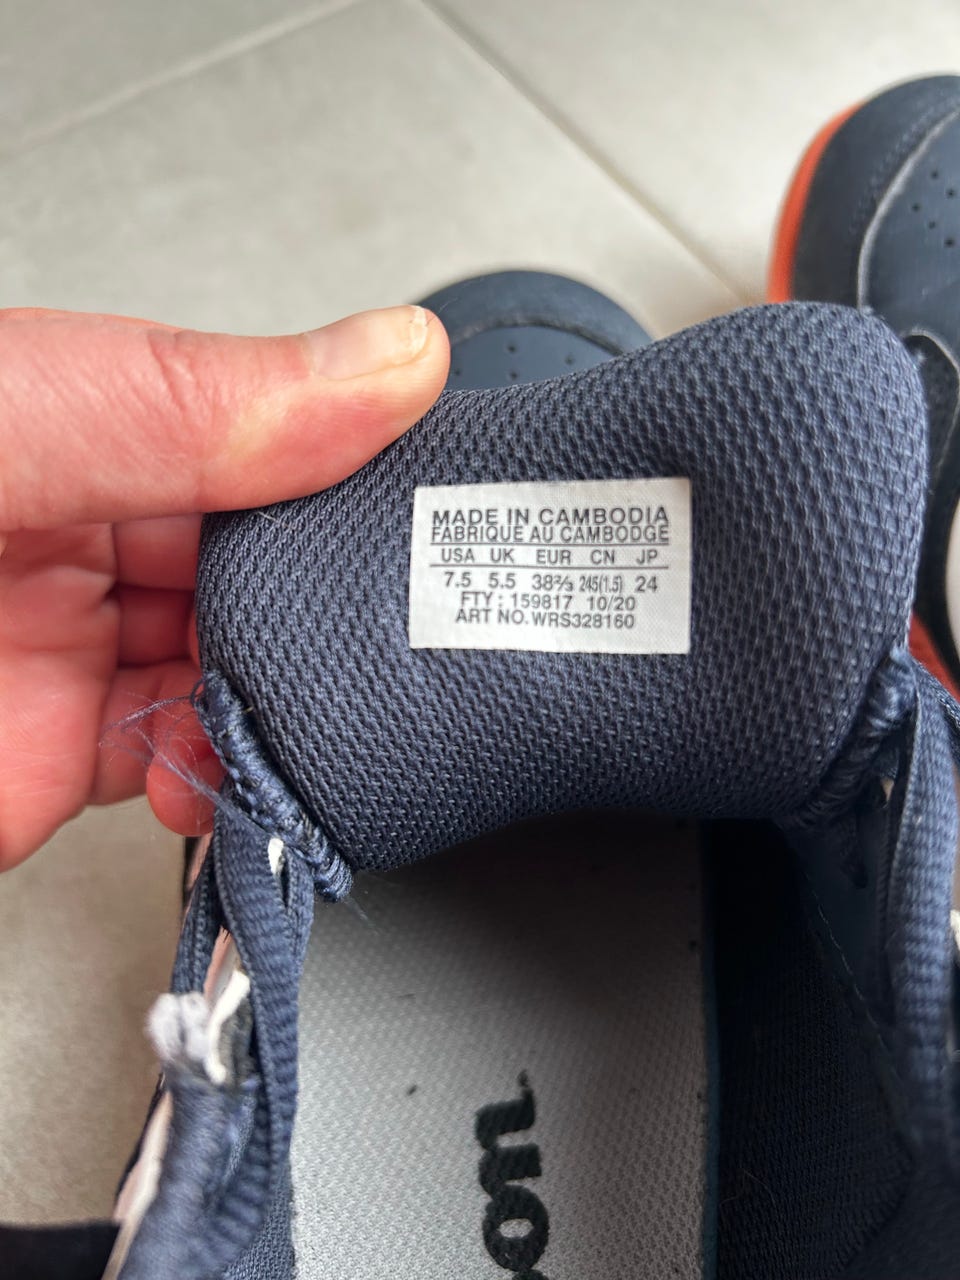 MADE IN CAMBODIA
FABRIQUE AU CAMBODGE
USA UK EUR CN JP
7.5 5.5 38⅔ 245(1.5) 24
FTY : 159817 10/20
ART NO. WRS328160